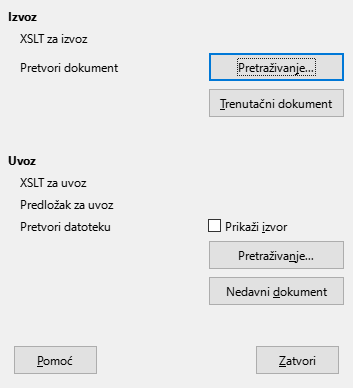 Izvoz
XSLT za izvoz
Pretvori dokument
Pretraživanje...
Trenutačni dokument
Uvoz
XSLT za uvoz
Predložak za uvoz
Pretvori datoteku
Prikaži izvor
Pretraživanje...
Nedavni dokument
Pomoć
Zatvori